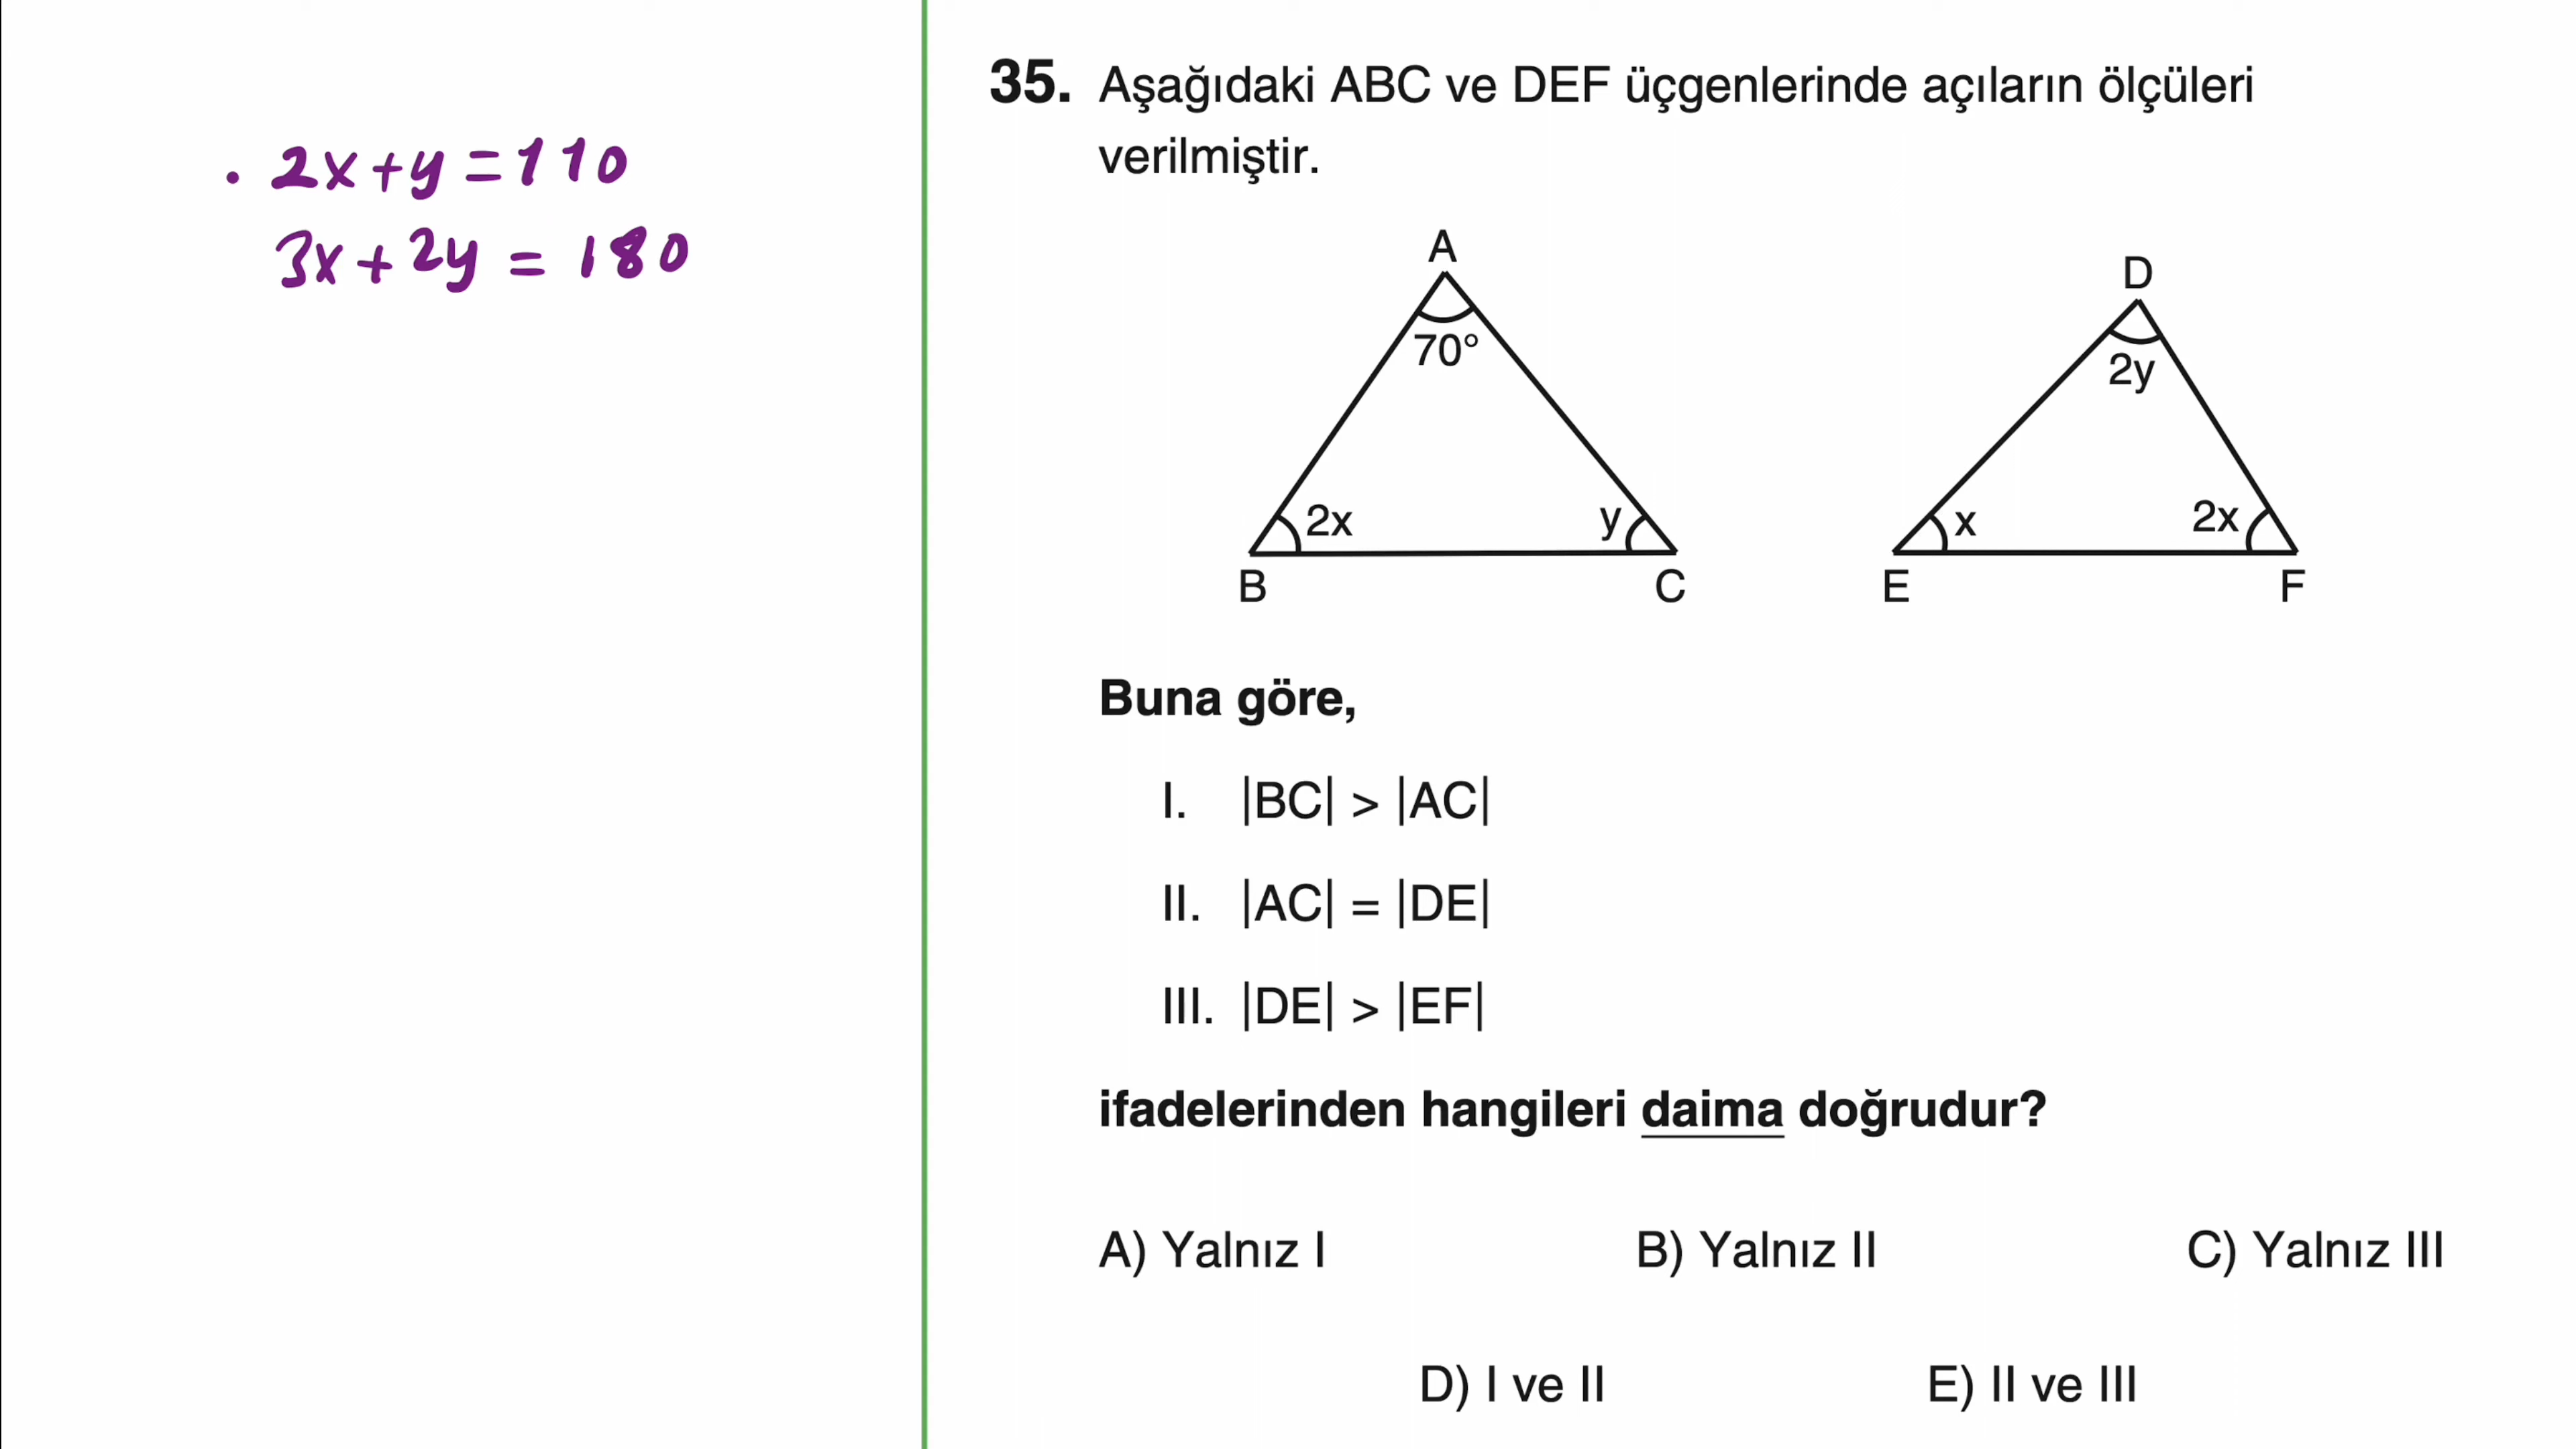 . 2x+y=110
3x+2y = 180
35. Aşağıdaki ABC ve DEF üçgenlerinde açıların ölçüleri
verilmiştir.
A
70°
2x
y
B
C
D
2y
x
2x
E
F
Buna göre,
I. |BC| > |AC|
II. |AC| = |DE|
III. |DE| > |EF|
ifadelerinden hangileri daima doğrudur?
A) Yalnız I
B) Yalnız II
C) Yalnız III
D) I ve II
E) II ve III